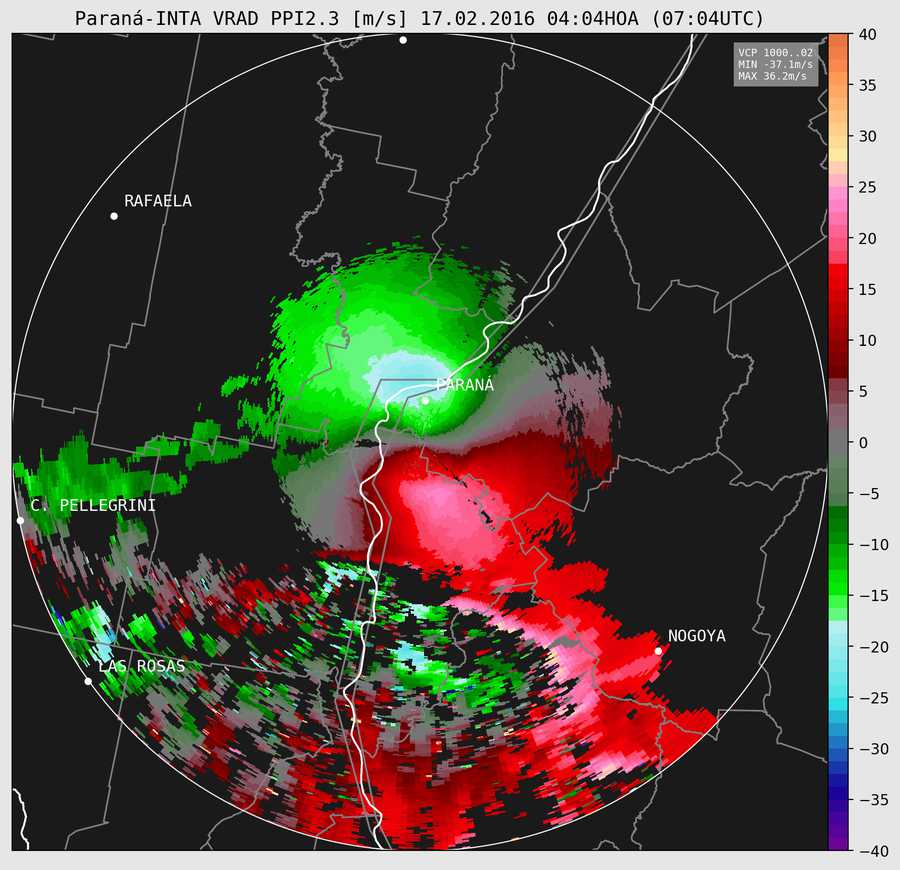 Paraná-INTA VRAD PPI2.3 [m/s] 17.02.2016 04:04HOA (07:04UTC)
VCP 1000..02
MIN -37.1m/s
MAX 36.2m/s
RAFAELA
PARANÁ
C. PELLEGRINI
NOGOYA
LAS ROSAS
40
35
30
25
20
15
10
5
0
−5
−10
−15
−20
−25
−30
−35
−40